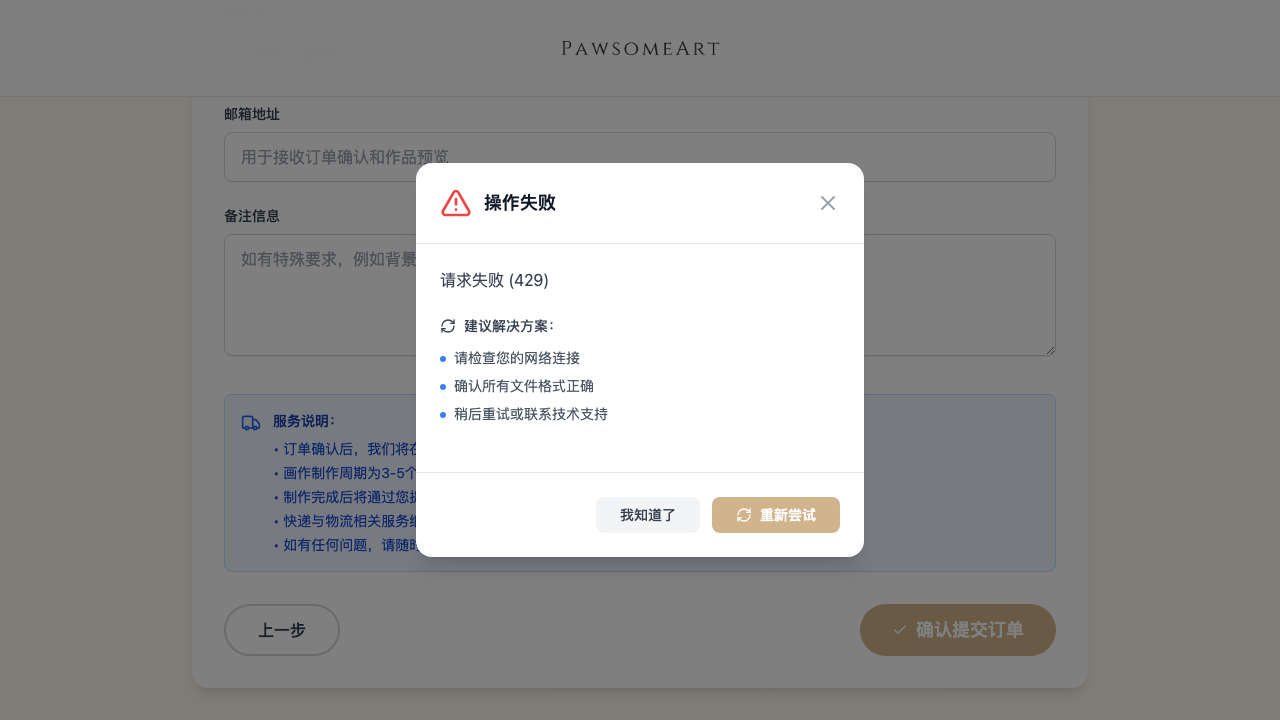 PawsomeArt
邮箱地址
用于接收订单确认和作品预览
备注信息
如有特殊要求，例如背景
操作失败
请求失败 (429)
建议解决方案：
请检查您的网络连接
确认所有文件格式正确
稍后重试或联系技术支持
我知道了
重新尝试
服务说明：
• 订单确认后，我们将在
• 画作制作周期为3-5个
• 制作完成后将通过您
• 快递与物流相关服务
• 如有任何问题，请随时
上一步
确认提交订单